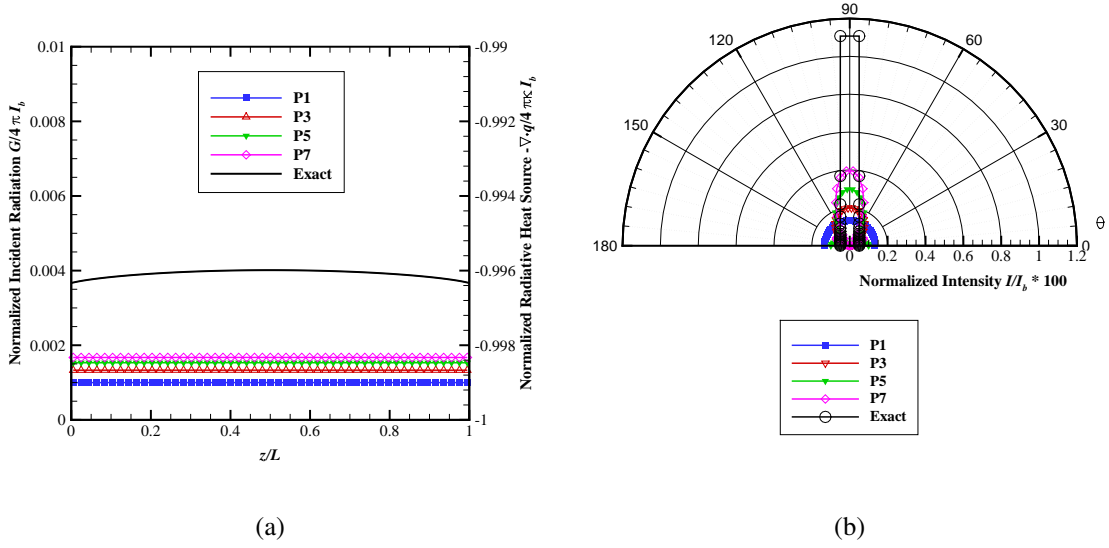 Normalized Incident Radiation G/4 π I_b
0.01
0.008
0.006
0.004
0.002
0
P1
P3
P5
P7
Exact
-0.99
-0.992
-0.994
-0.996
-0.998
-1
Normalized Radiative Heat Source -∇·q/4 πκ I_b
0 0.2 0.4 0.6 0.8 1
z/L
(a)
90
120 60
150 30
θ
180 0
0 0.2 0.4 0.6 0.8 1 1.2
Normalized Intensity I/I_b * 100
P1
P3
P5
P7
Exact
(b)